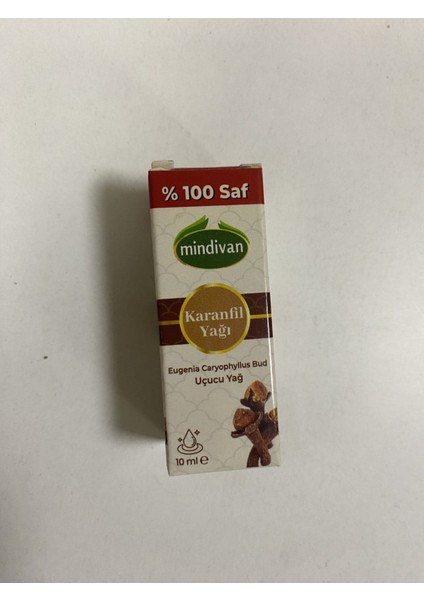 % 100 Saf
mindivan
Karanfil
Yağı
Eugenia Caryophyllus Bud
Uçucu Yağ
10 ml ℮